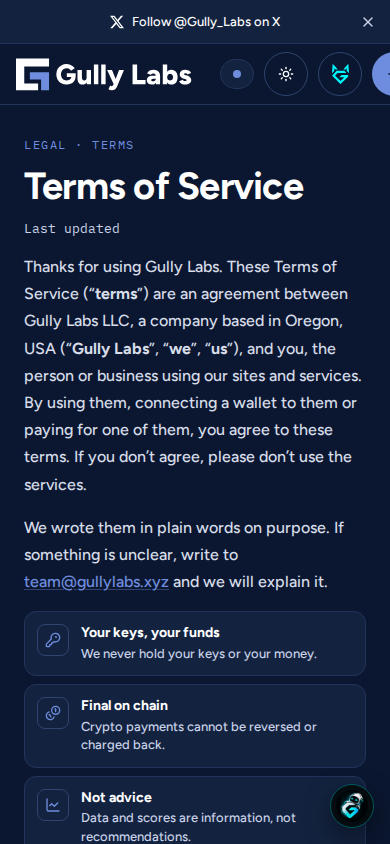 Follow @Gully_Labs on X
Gully Labs
LEGAL · TERMS
Terms of Service
Last updated
Thanks for using Gully Labs. These Terms of
Service (“terms”) are an agreement between
Gully Labs LLC, a company based in Oregon,
USA (“Gully Labs”, “we”, “us”), and you, the
person or business using our sites and services.
By using them, connecting a wallet to them or
paying for one of them, you agree to these
terms. If you don’t agree, please don’t use the
services.
We wrote them in plain words on purpose. If
something is unclear, write to
team@gullylabs.xyz and we will explain it.
Your keys, your funds
We never hold your keys or your money.
Final on chain
Crypto payments cannot be reversed or
charged back.
Not advice
Data and scores are information, not
recommendations.